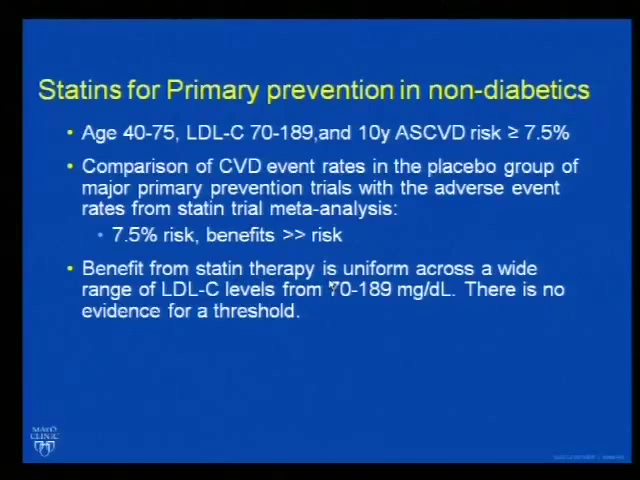 Statins for Primary prevention in non-diabetics
• Age 40-75, LDL-C 70-189,and 10y ASCVD risk ≥ 7.5%
• Comparison of CVD event rates in the placebo group of
major primary prevention trials with the adverse event
rates from statin trial meta-analysis:
• 7.5% risk, benefits >> risk
• Benefit from statin therapy is uniform across a wide
range of LDL-C levels from 70-189 mg/dL. There is no
evidence for a threshold.
MAYO
CLINIC